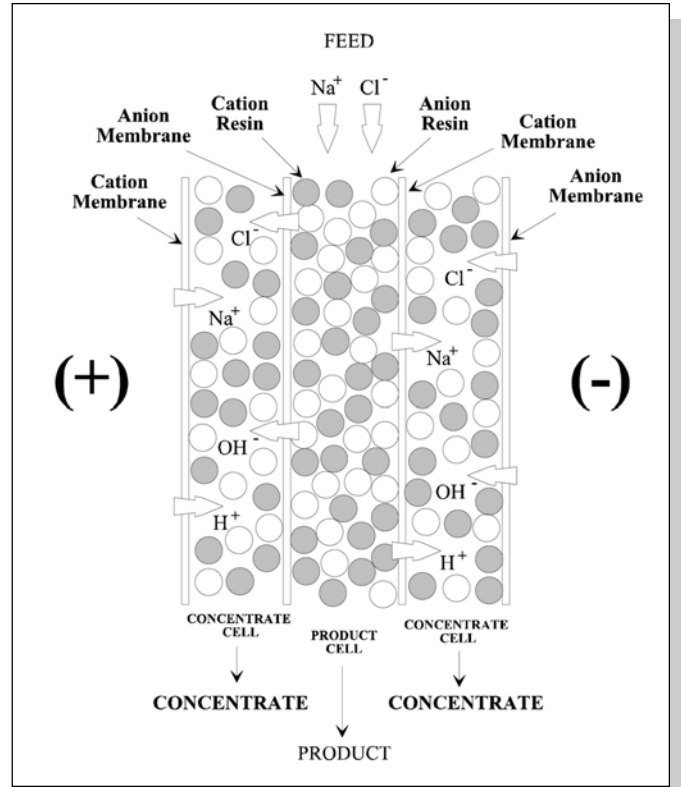 FEED
Na+ Cl-
Cation
Resin
Anion
Resin
Anion
Membrane
Cation
Membrane
Cation
Membrane
Anion
Membrane
Cl-
Cl-
Na+
Na+
(+)
(-)
OH-
OH-
H+
H+
CONCENTRATE
CELL
PRODUCT
CELL
CONCENTRATE
CELL
CONCENTRATE
CONCENTRATE
PRODUCT